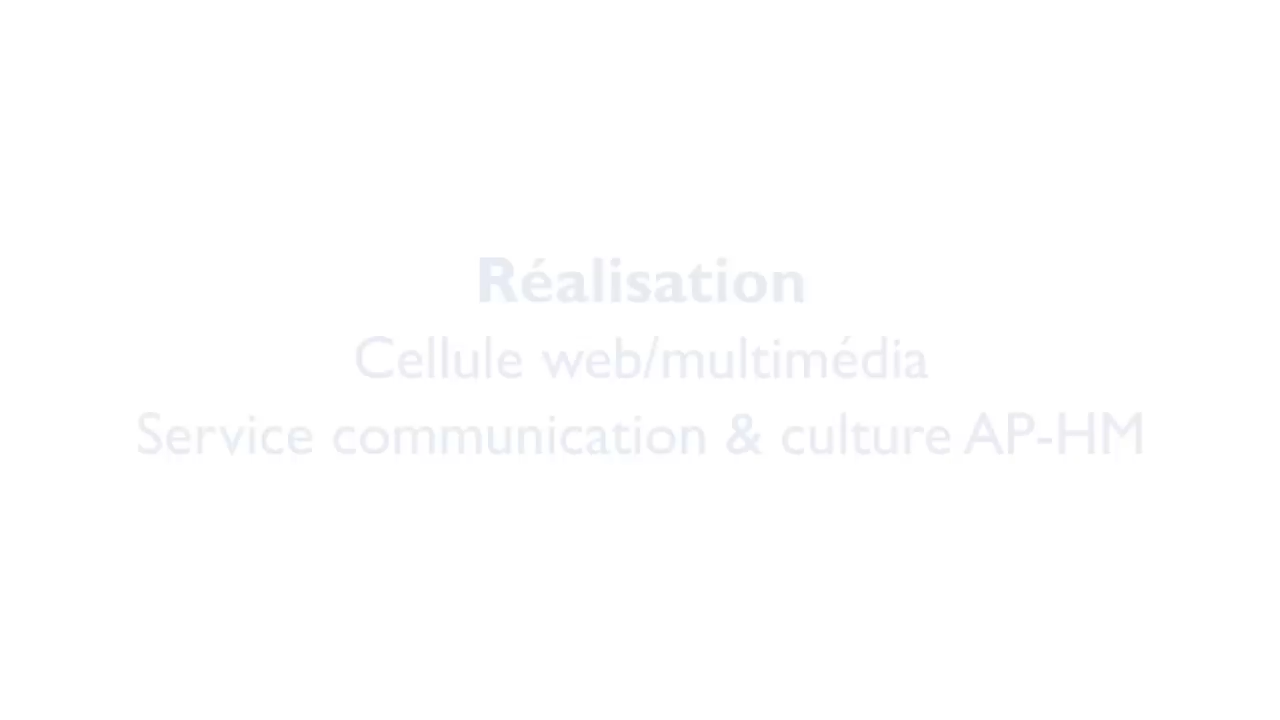 Réalisation
Cellule web/multimédia
Service communication & culture AP-HM